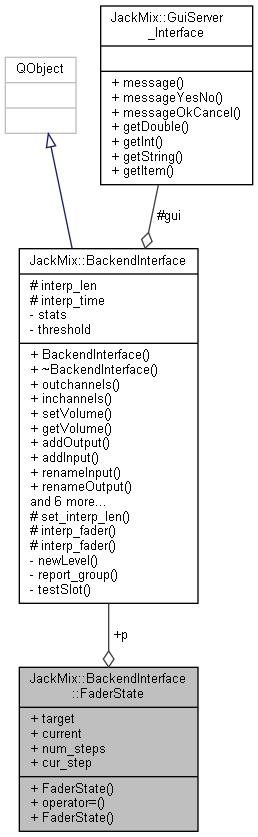 JackMix::GuiServer
_Interface
+ message()
+ messageYesNo()
+ messageOkCancel()
+ getDouble()
+ getInt()
+ getString()
+ getItem()
QObject
#gui
JackMix::BackendInterface
# interp_len
# interp_time
- stats
- threshold
+ BackendInterface()
+ ~BackendInterface()
+ outchannels()
+ inchannels()
+ setVolume()
+ getVolume()
+ addOutput()
+ addInput()
+ renameInput()
+ renameOutput()
and 6 more...
# set_interp_len()
# interp_fader()
# interp_fader()
- newLevel()
- report_group()
- testSlot()
+p
JackMix::BackendInterface
::FaderState
+ target
+ current
+ num_steps
+ cur_step
+ FaderState()
+ operator=()
+ FaderState()